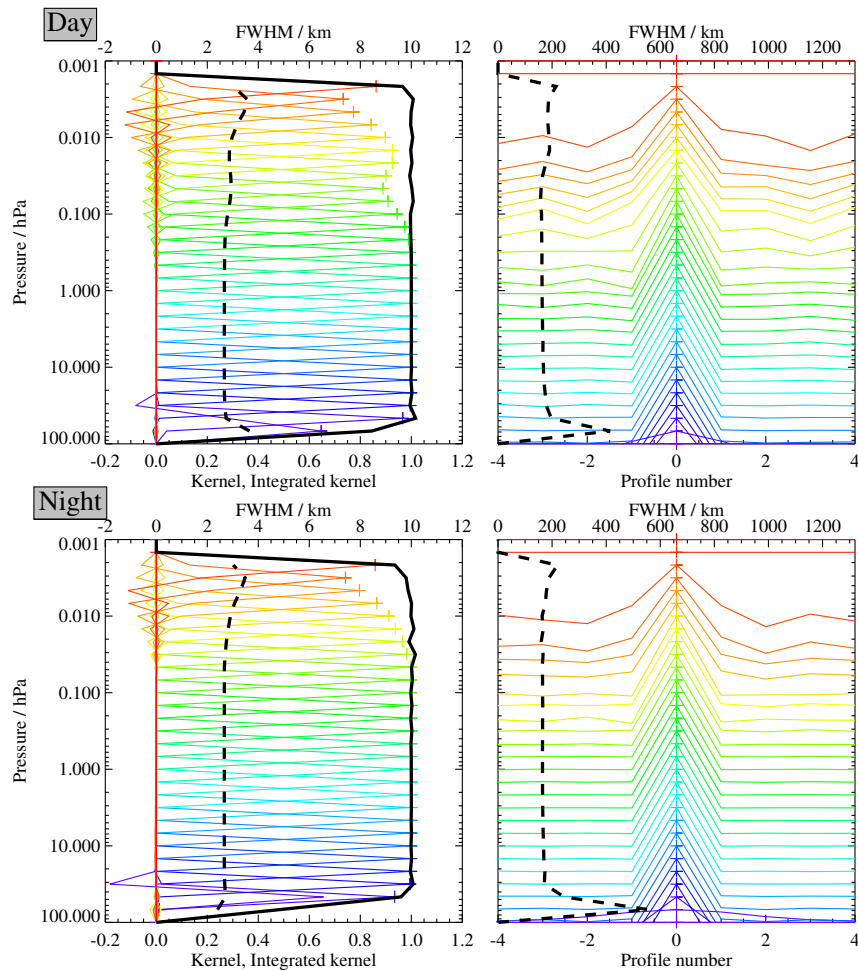 Day
FWHM / km
FWHM / km
-2 0 2 4 6 8 10 12
0 200 400 600 800 1000 1200
Pressure / hPa
0.001
0.010
0.100
1.000
10.000
100.000
-0.2 0.0 0.2 0.4 0.6 0.8 1.0 1.2
-4 -2 0 2 4
Kernel, Integrated kernel
Profile number
Night
FWHM / km
FWHM / km
-2 0 2 4 6 8 10 12
0 200 400 600 800 1000 1200
Pressure / hPa
0.001
0.010
0.100
1.000
10.000
100.000
-0.2 0.0 0.2 0.4 0.6 0.8 1.0 1.2
-4 -2 0 2 4
Kernel, Integrated kernel
Profile number